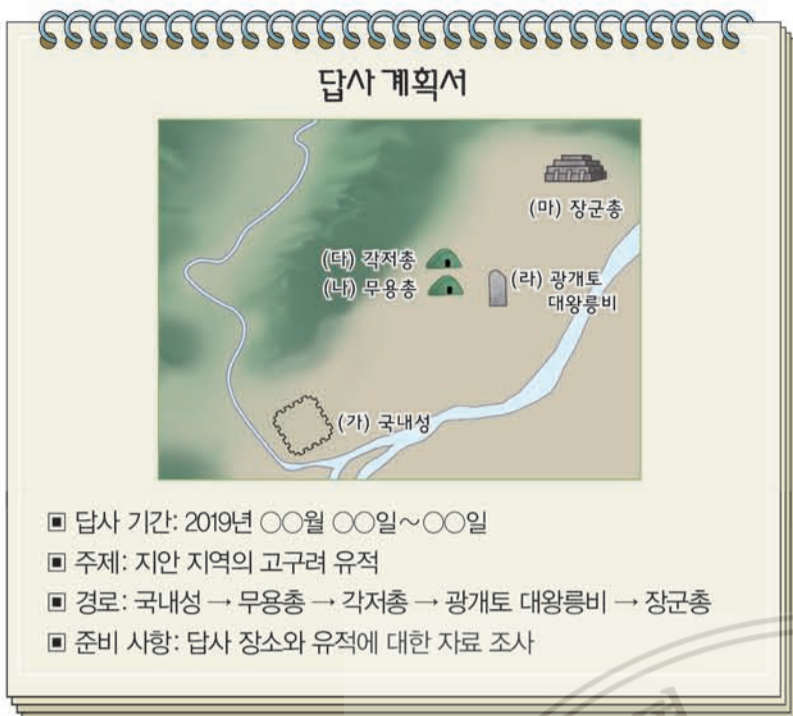 답사 계획서
(마) 장군총
(다) 각저총
(나) 무용총
(라) 광개토
대왕릉비
(가) 국내성
▣ 답사 기간: 2019년 ○○월 ○○일~○○일
▣ 주제: 지안 지역의 고구려 유적
▣ 경로: 국내성 → 무용총 → 각저총 → 광개토 대왕릉비 → 장군총
▣ 준비 사항: 답사 장소와 유적에 대한 자료 조사